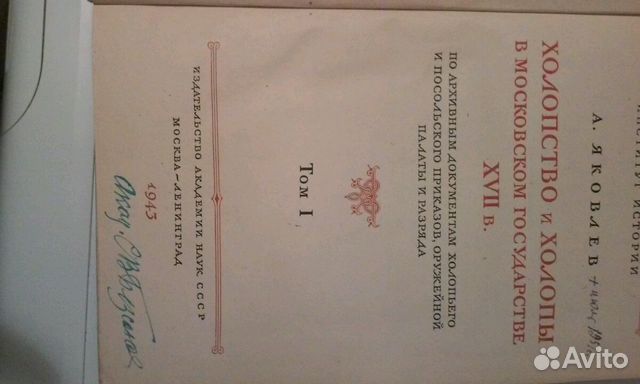 ИСТОРИИ
А. ЯКОВЛЕВ
ХОЛОПСТВО И ХОЛОПЫ
В МОСКОВСКОМ ГОСУДАРСТВЕ
XVII В.
ПО АРХИВНЫМ ДОКУМЕНТАМ ХОЛОПЬЕГО
И ПОСОЛЬСКОГО ПРИКАЗОВ, ОРУЖЕЙНОЙ
ПАЛАТЫ И РАЗРЯДА
ТОМ I
ИЗДАТЕЛЬСТВО АКАДЕМИИ НАУК СССР
МОСКВА—ЛЕНИНГРАД
1943
Акад.
Avito